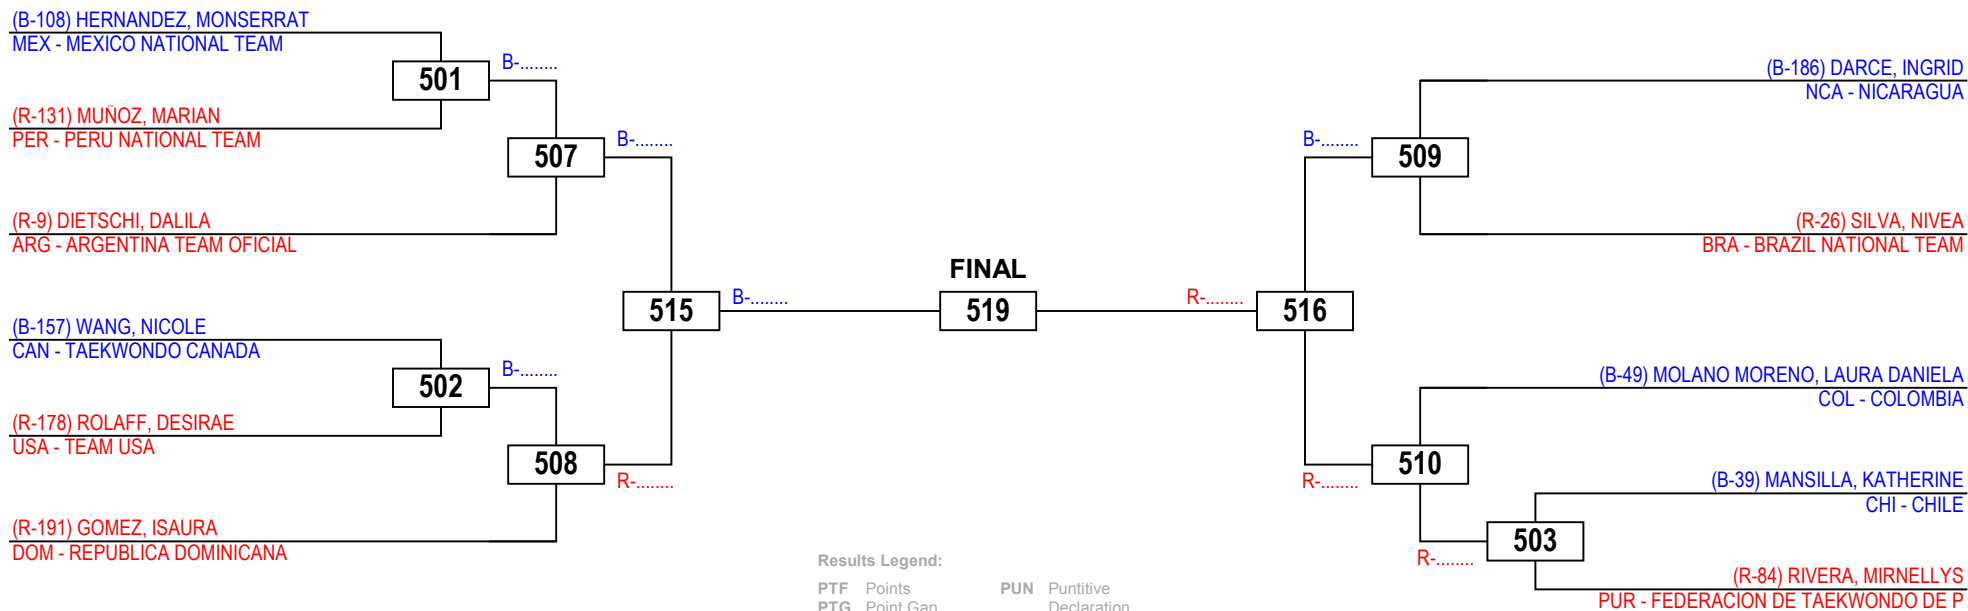 (B-108) HERNANDEZ, MONSERRAT
MEX - MEXICO NATIONAL TEAM
501
B-........
(R-131) MUÑOZ, MARIAN
PER - PERU NATIONAL TEAM
507
B-........
(R-9) DIETSCHI, DALILA
ARG - ARGENTINA TEAM OFICIAL
515
B-........
(B-157) WANG, NICOLE
CAN - TAEKWONDO CANADA
502
B-........
(R-178) ROLAFF, DESIRAE
USA - TEAM USA
508
R-........
(R-191) GOMEZ, ISAURA
DOM - REPUBLICA DOMINICANA
FINAL
519
(B-186) DARCE, INGRID
NCA - NICARAGUA
B-........
509
(R-26) SILVA, NIVEA
BRA - BRAZIL NATIONAL TEAM
R-........
516
(B-49) MOLANO MORENO, LAURA DANIELA
COL - COLOMBIA
R-........
510
(B-39) MANSILLA, KATHERINE
CHI - CHILE
R-........
503
(R-84) RIVERA, MIRNELLYS
PUR - FEDERACION DE TAEKWONDO DE P
Results Legend:
PTF Points
PUN Puntitive
PTG Point Gap
Declaration